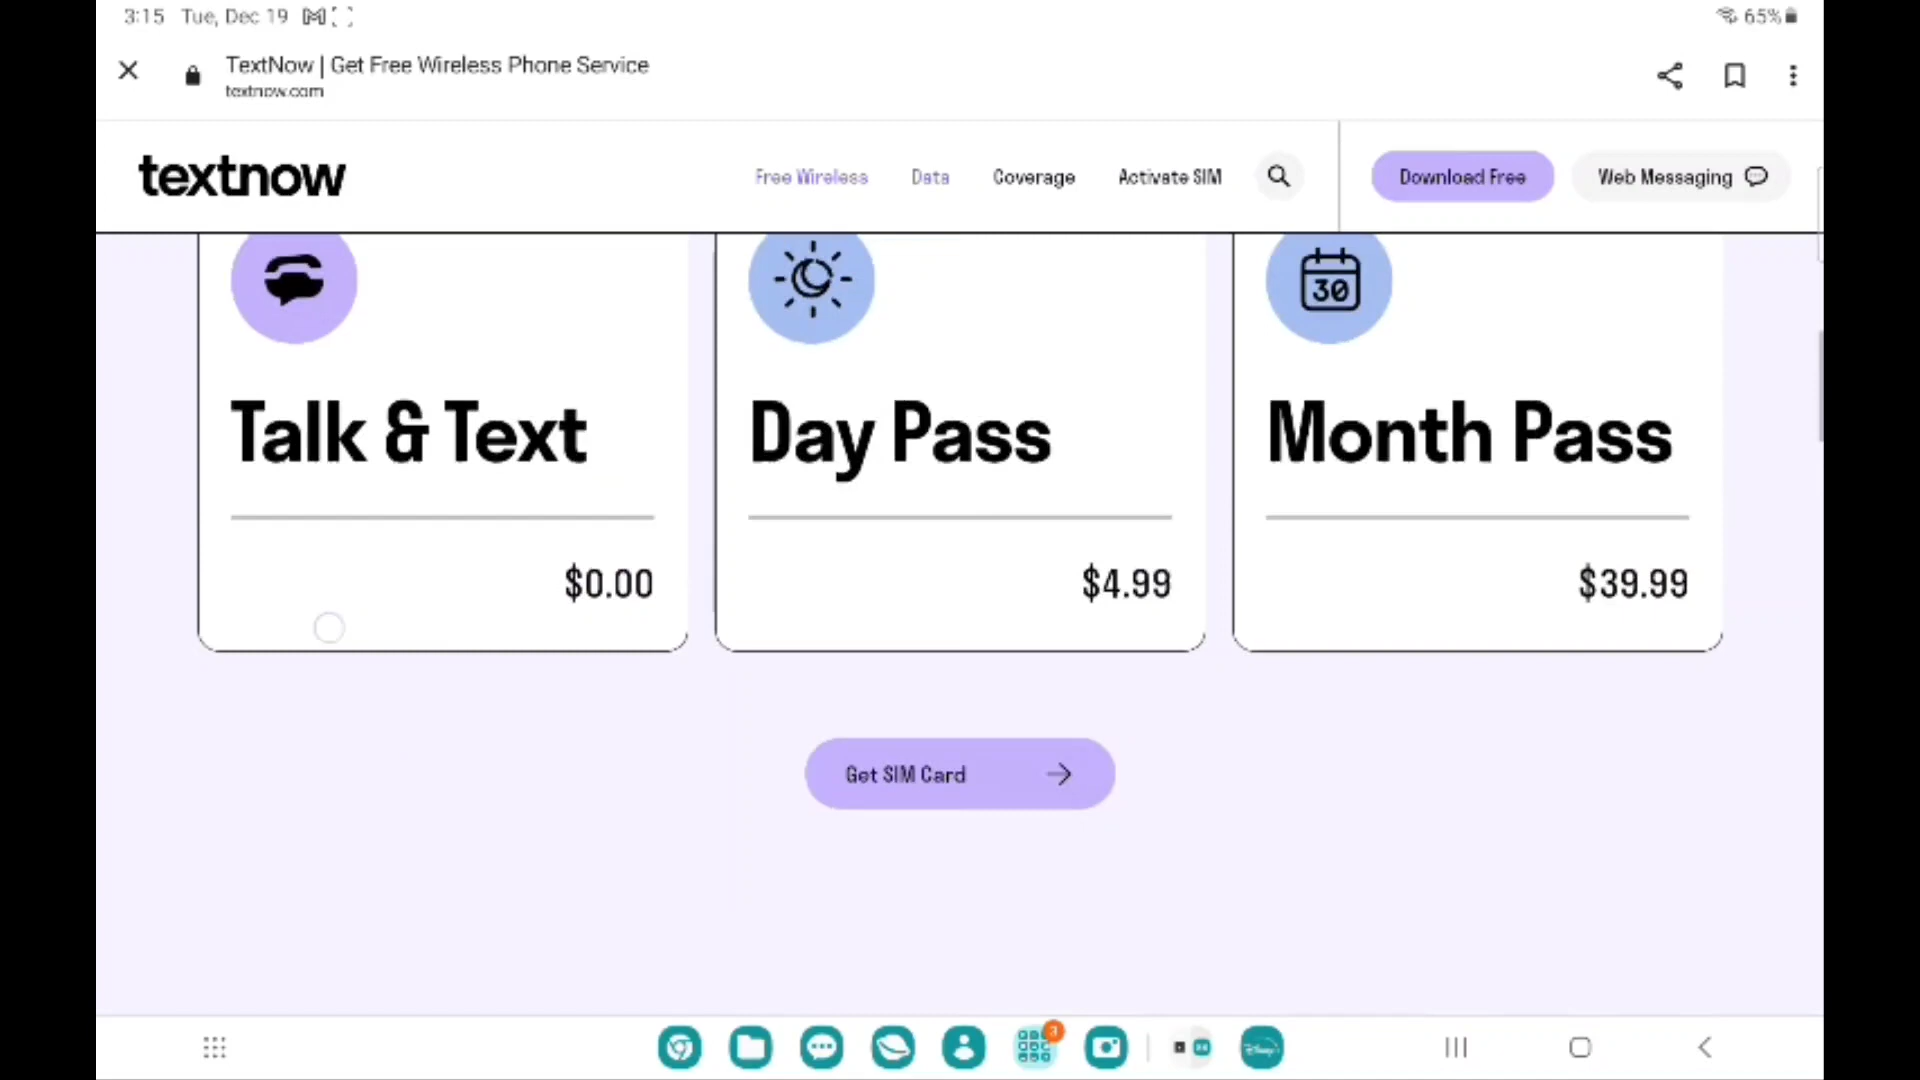 3:15 Tue, Dec 19 65%
TextNow | Get Free Wireless Phone Service
textnow.com
textnow
Free Wireless Data Coverage Activate SIM Download Free Web Messaging
30
Talk & Text Day Pass Month Pass
$0.00 $4.99 $39.99
Get SIM Card
3
Disney+